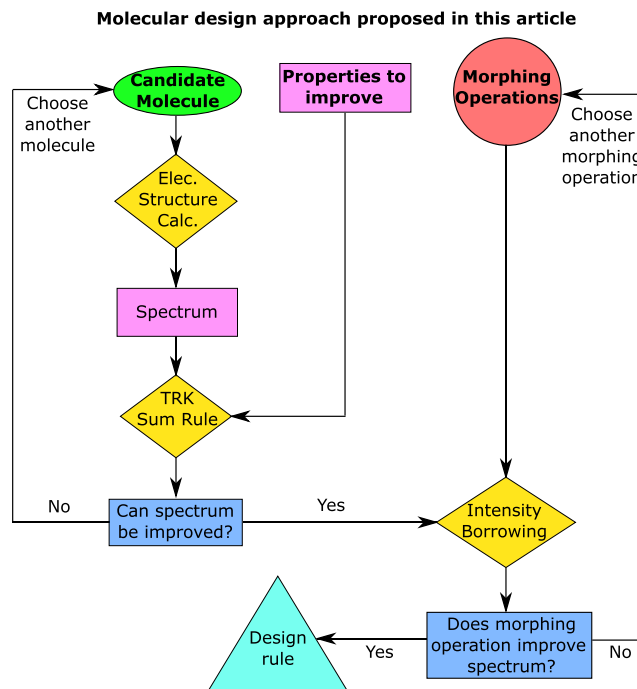 Molecular design approach proposed in this article
Candidate
Molecule
Properties to
improve
Morphing
Operations
Choose
another
molecule
Choose
another
morphing
operation
Elec.
Structure
Calc.
Spectrum
TRK
Sum Rule
No
Can spectrum
be improved?
Yes
Intensity
Borrowing
Design
rule
Yes
Does morphing
operation improve
spectrum?
No